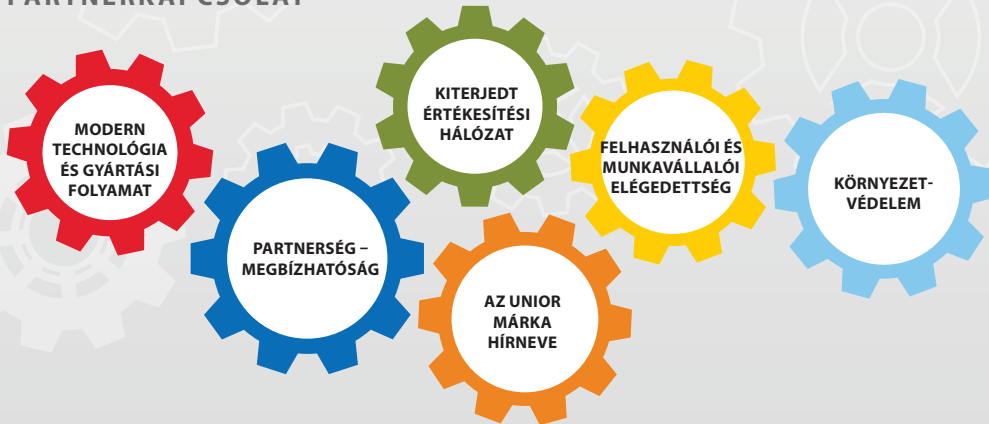 PARTNERKAPCSOLAT
MODERN
TECHNOLÓGIA
ÉS GYÁRTÁSI
FOLYAMAT
PARTNERSÉG –
MEGBÍZHATÓSÁG
KITERJEDT
ÉRTÉKESÍTÉSI
HÁLÓZAT
AZ UNIOR
MÁRKA
HÍRNEVE
FELHASZNÁLÓI ÉS
MUNKAVÁLLALÓI
ELÉGEDETTSÉG
KÖRNYEZET-
VÉDELEM